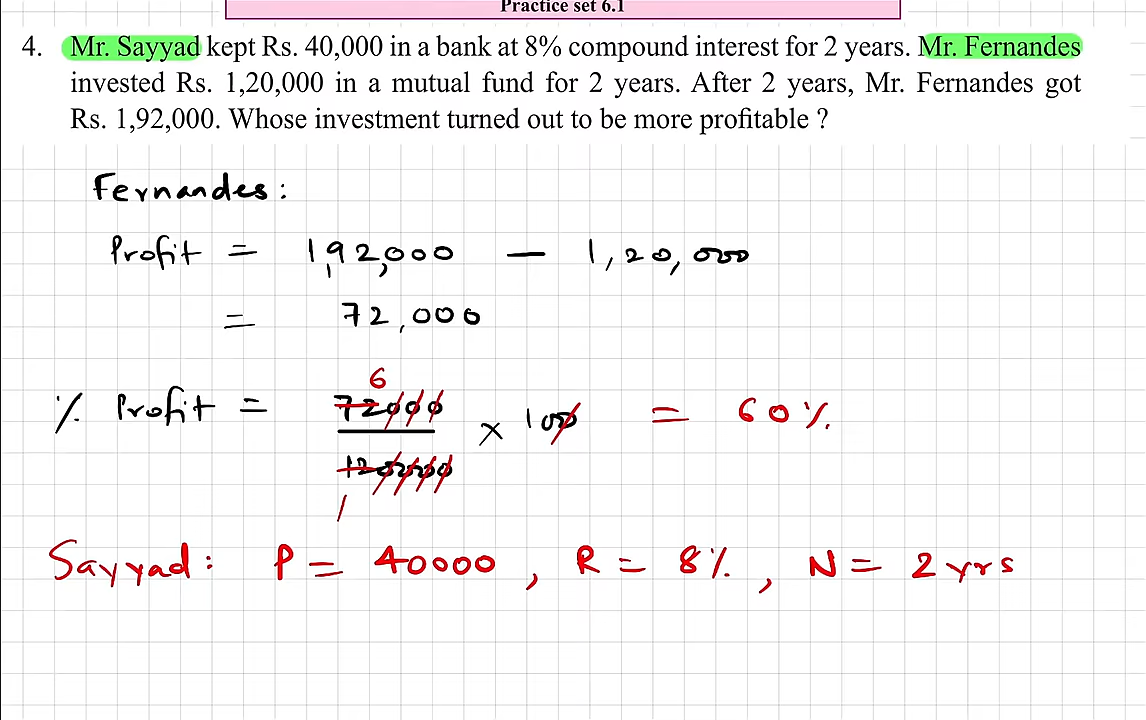 Practice set 6.1
4. Mr. Sayyad kept Rs. 40,000 in a bank at 8% compound interest for 2 years. Mr. Fernandes
invested Rs. 1,20,000 in a mutual fund for 2 years. After 2 years, Mr. Fernandes got
Rs. 1,92,000. Whose investment turned out to be more profitable ?
Fernandes:
Profit = 1,92,000 — 1,20,000
= 72,000
6
% Profit = 72000 × 100 = 60%
120000
1
Sayyad: P = 40000, R = 8%, N = 2 yrs